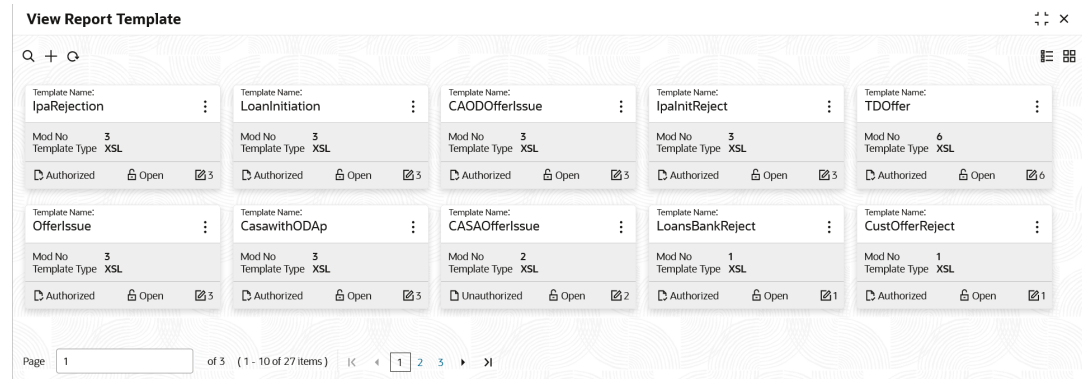 View Report Template
Template Name:
IpaRejection
Mod No 3
Template Type XSL
Authorized Open 3
Template Name:
LoanInitiation
Mod No 3
Template Type XSL
Authorized Open 3
Template Name:
CAODOfferIssue
Mod No 3
Template Type XSL
Authorized Open 3
Template Name:
IpaInitReject
Mod No 3
Template Type XSL
Authorized Open 3
Template Name:
TDOffer
Mod No 6
Template Type XSL
Authorized Open 6
Template Name:
OfferIssue
Mod No 3
Template Type XSL
Authorized Open 3
Template Name:
CasawithODAp
Mod No 3
Template Type XSL
Authorized Open 3
Template Name:
CASAOfferIssue
Mod No 2
Template Type XSL
Unauthorized Open 2
Template Name:
LoansBankReject
Mod No 1
Template Type XSL
Authorized Open 1
Template Name:
CustOfferReject
Mod No 1
Template Type XSL
Authorized Open 1
Page 1 of 3 ( 1 - 10 of 27 items ) 1 2 3